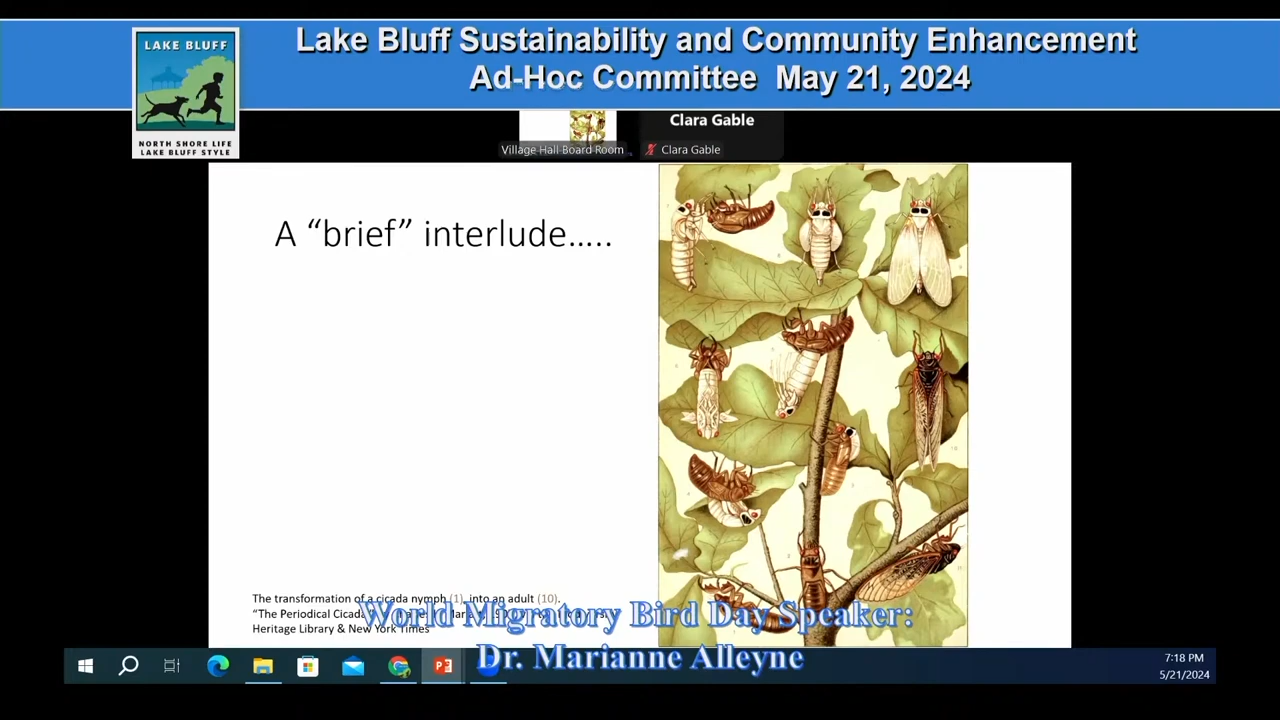 LAKE BLUFF
NORTH SHORE LIFE
LAKE BLUFF STYLE
Lake Bluff Sustainability and Community Enhancement
Ad-Hoc Committee May 21, 2024
Clara Gable
Village Hall Board Room
Clara Gable
A “brief” interlude…..
The transformation of a cicada nymph (1), into an adult (10).
“The Periodical Cicada
Heritage Library & New York Times
World Migratory Bird Day Speaker:
Dr. Marianne Alleyne
7:18 PM
5/21/2024